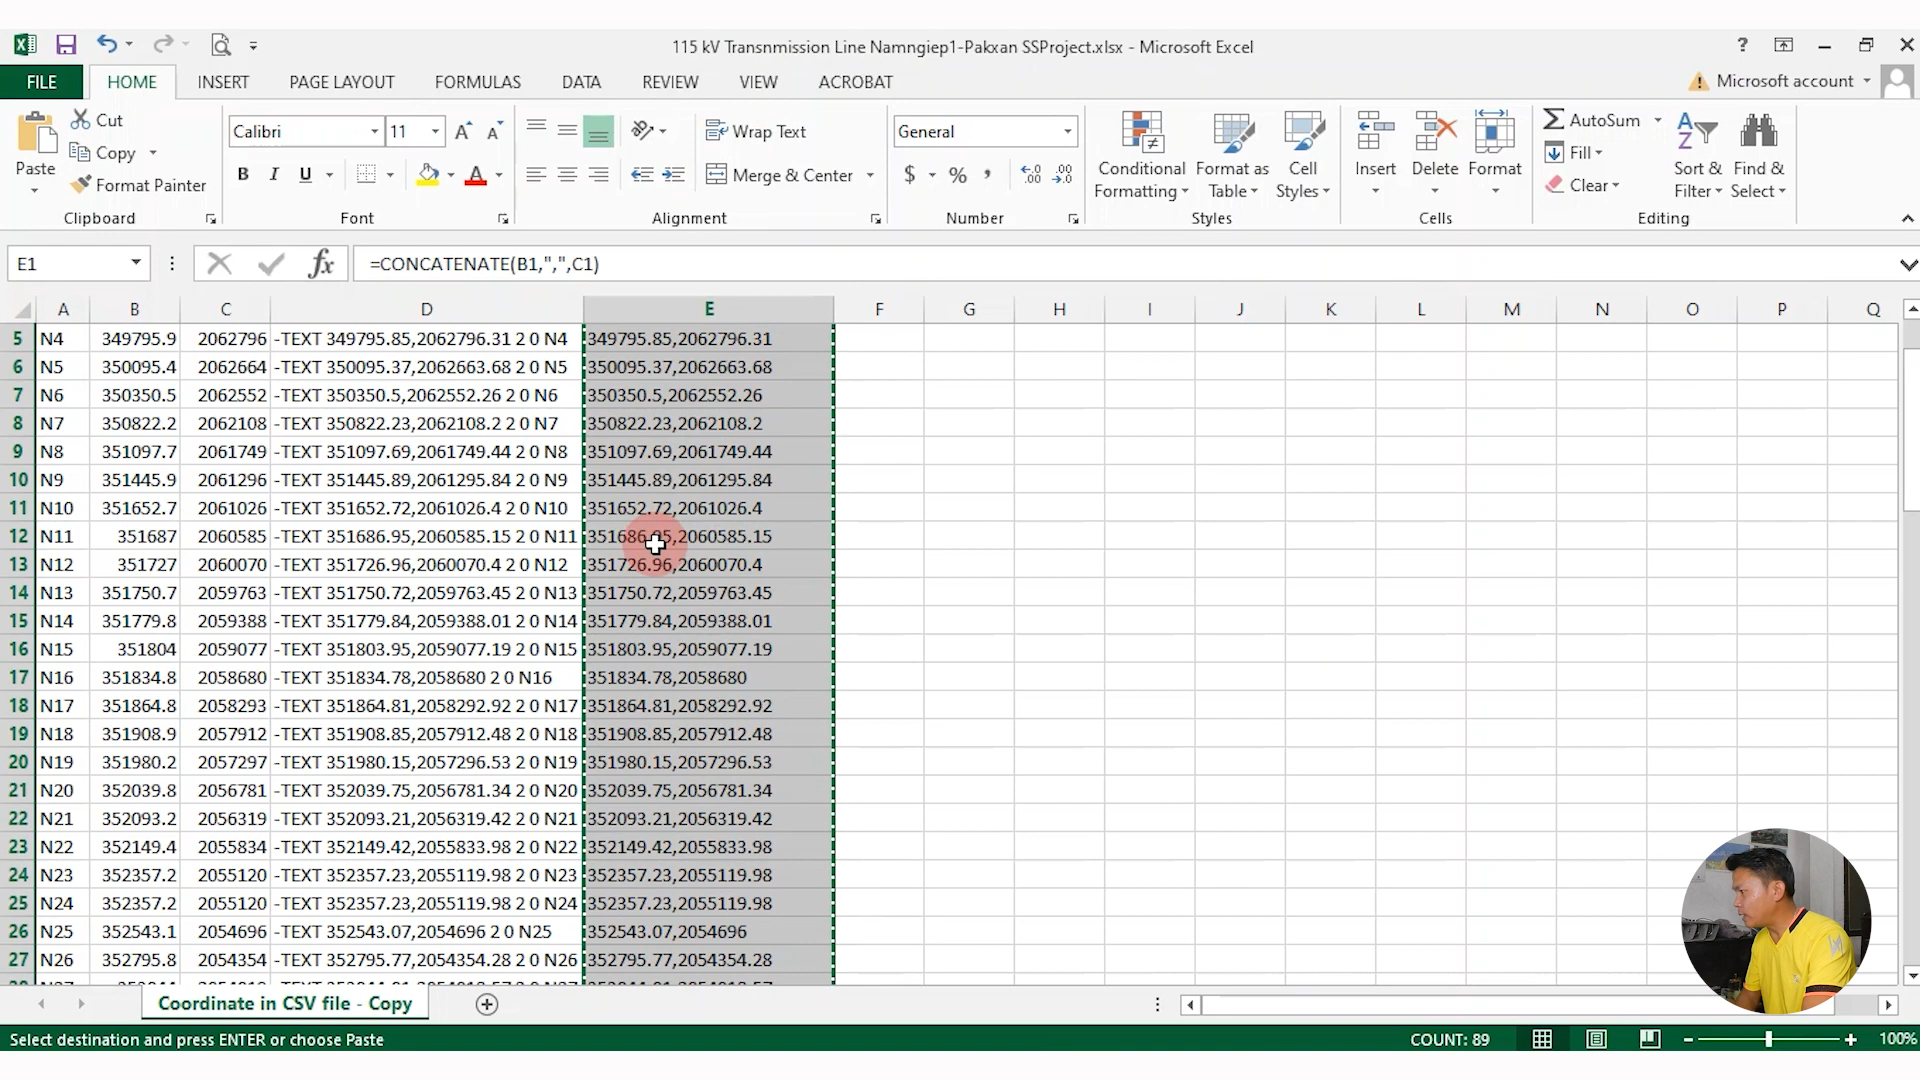 115 kV Transnmission Line Namngiep1-Pakxan SSProject.xlsx - Microsoft Excel
?
FILE HOME INSERT PAGE LAYOUT FORMULAS DATA REVIEW VIEW ACROBAT Microsoft account
Cut
Copy
Format Painter
Paste
Clipboard
Calibri 11
B I U
Font
Wrap Text
Merge & Center
Alignment
General
$ % ,
Number
Conditional Formatting
Format as Table
Cell Styles
Styles
Insert Delete Format
Cells
AutoSum
Fill
Clear
Sort & Filter
Find & Select
Editing
E1 fx =CONCATENATE(B1,",",C1)
A B C D E F G H I J K L M N O P Q
5 N4 349795.9 2062796 -TEXT 349795.85,2062796.31 2 0 N4 349795.85,2062796.31
6 N5 350095.4 2062664 -TEXT 350095.37,2062663.68 2 0 N5 350095.37,2062663.68
7 N6 350350.5 2062552 -TEXT 350350.5,2062552.26 2 0 N6 350350.5,2062552.26
8 N7 350822.2 2062108 -TEXT 350822.23,2062108.2 2 0 N7 350822.23,2062108.2
9 N8 351097.7 2061749 -TEXT 351097.69,2061749.44 2 0 N8 351097.69,2061749.44
10 N9 351445.9 2061296 -TEXT 351445.89,2061295.84 2 0 N9 351445.89,2061295.84
11 N10 351652.7 2061026 -TEXT 351652.72,2061026.4 2 0 N10 351652.72,2061026.4
12 N11 351687 2060585 -TEXT 351686.95,2060585.15 2 0 N11 351686.95,2060585.15
13 N12 351727 2060070 -TEXT 351726.96,2060070.4 2 0 N12 351726.96,2060070.4
14 N13 351750.7 2059763 -TEXT 351750.72,2059763.45 2 0 N13 351750.72,2059763.45
15 N14 351779.8 2059388 -TEXT 351779.84,2059388.01 2 0 N14 351779.84,2059388.01
16 N15 351804 2059077 -TEXT 351803.95,2059077.19 2 0 N15 351803.95,2059077.19
17 N16 351834.8 2058680 -TEXT 351834.78,2058680 2 0 N16 351834.78,2058680
18 N17 351864.8 2058293 -TEXT 351864.81,2058292.92 2 0 N17 351864.81,2058292.92
19 N18 351908.9 2057912 -TEXT 351908.85,2057912.48 2 0 N18 351908.85,2057912.48
20 N19 351980.2 2057297 -TEXT 351980.15,2057296.53 2 0 N19 351980.15,2057296.53
21 N20 352039.8 2056781 -TEXT 352039.75,2056781.34 2 0 N20 352039.75,2056781.34
22 N21 352093.2 2056319 -TEXT 352093.21,2056319.42 2 0 N21 352093.21,2056319.42
23 N22 352149.4 2055834 -TEXT 352149.42,2055833.98 2 0 N22 352149.42,2055833.98
24 N23 352357.2 2055120 -TEXT 352357.23,2055119.98 2 0 N23 352357.23,2055119.98
25 N24 352357.2 2055120 -TEXT 352357.23,2055119.98 2 0 N24 352357.23,2055119.98
26 N25 352543.1 2054696 -TEXT 352543.07,2054696 2 0 N25 352543.07,2054696
27 N26 352795.8 2054354 -TEXT 352795.77,2054354.28 2 0 N26 352795.77,2054354.28
Coordinate in CSV file - Copy
Select destination and press ENTER or choose Paste COUNT: 89 100%